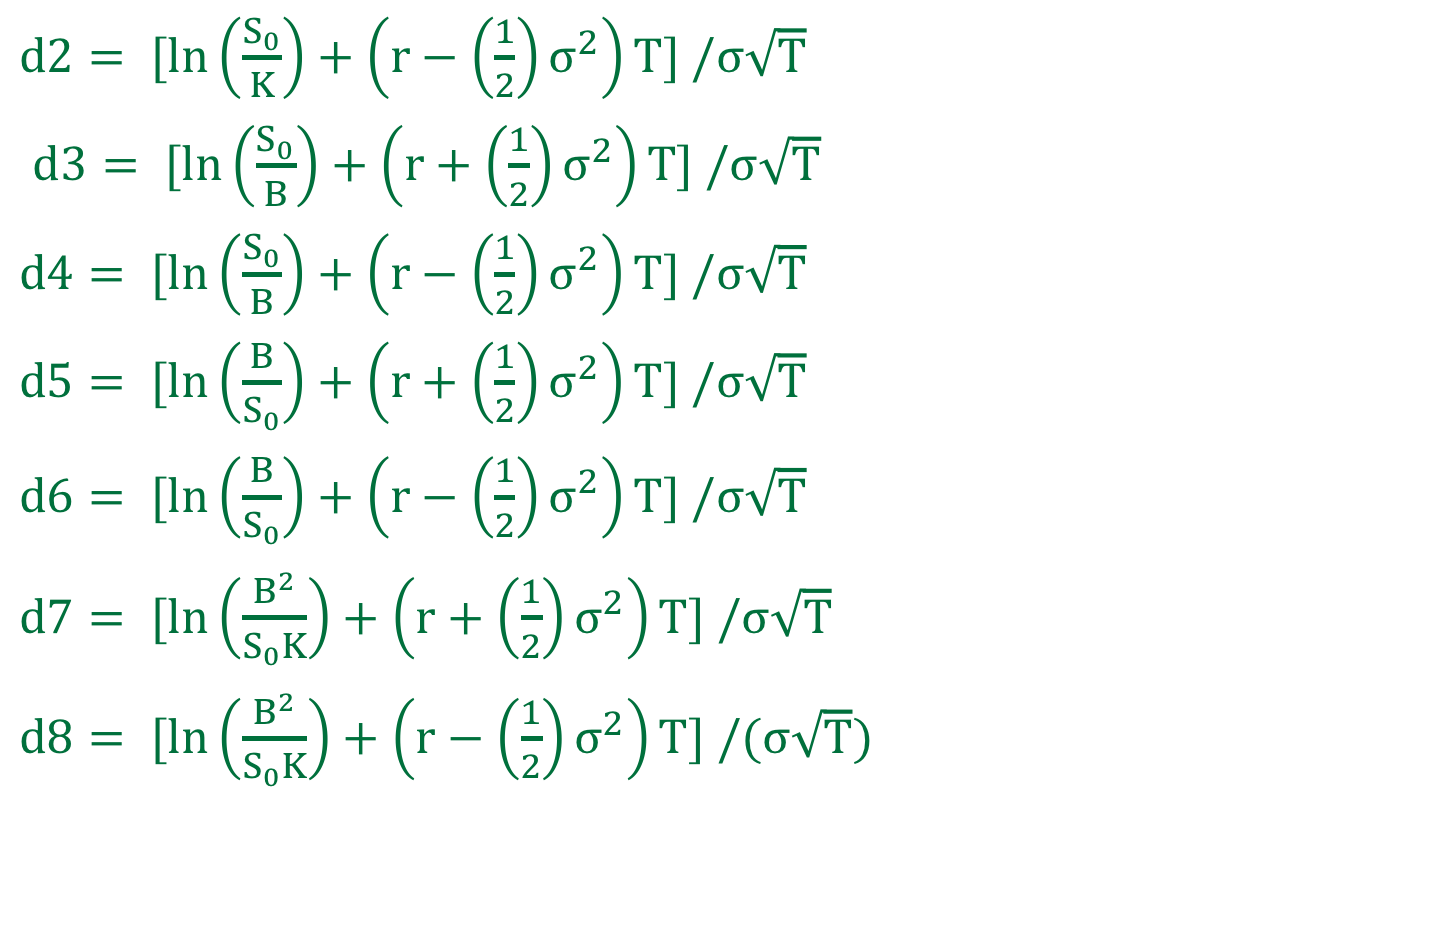 d2 = [ln(S₀/K) + (r − (1/2)σ²)T] /σ√T
d3 = [ln(S₀/B) + (r + (1/2)σ²)T] /σ√T
d4 = [ln(S₀/B) + (r − (1/2)σ²)T] /σ√T
d5 = [ln(B/S₀) + (r + (1/2)σ²)T] /σ√T
d6 = [ln(B/S₀) + (r − (1/2)σ²)T] /σ√T
d7 = [ln(B²/S₀K) + (r + (1/2)σ²)T] /σ√T
d8 = [ln(B²/S₀K) + (r − (1/2)σ²)T] /(σ√T)